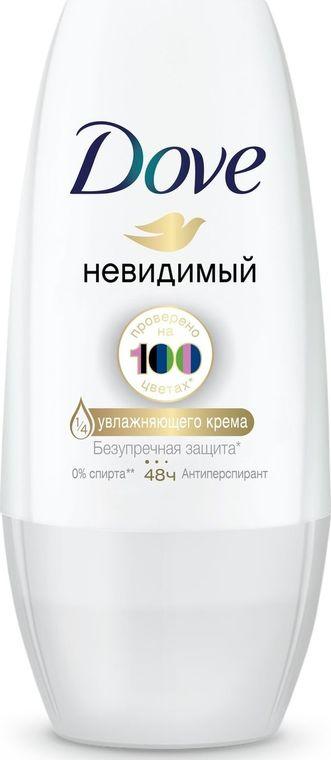 Dove
невидимый
проверено
на
100
цветах*
1/4 увлажняющего крема
Безупречная защита*
0% спирта** 48ч Антиперспирант